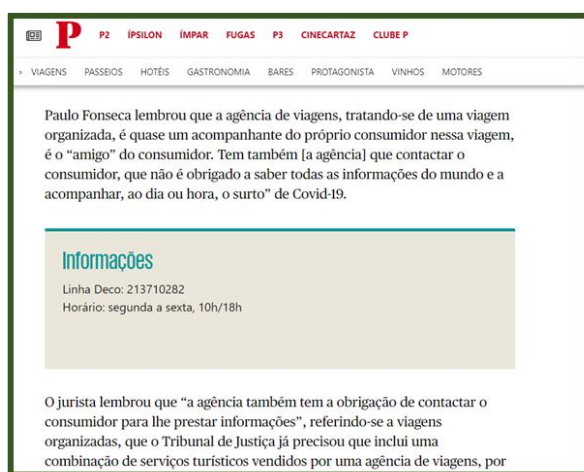 P P2 ÍPSILON ÍMPAR FUGAS P3 CINECARTAZ CLUBE P
› VIAGENS PASSEIOS HOTÉIS GASTRONOMIA BARES PROTAGONISTA VINHOS MOTORES
Paulo Fonseca lembrou que a agência de viagens, tratando-se de uma viagem
organizada, é quase um acompanhante do próprio consumidor nessa viagem,
é o “amigo” do consumidor. Tem também [a agência] que contactar o
consumidor, que não é obrigado a saber todas as informações do mundo e a
acompanhar, ao dia ou hora, o surto” de Covid-19.
Informações
Linha Deco: 213710282
Horário: segunda a sexta, 10h/18h
O jurista lembrou que “a agência também tem a obrigação de contactar o
consumidor para lhe prestar informações”, referindo-se a viagens
organizadas, que o Tribunal de Justiça já precisou que inclui uma
combinação de serviços turísticos vendidos por uma agência de viagens, por